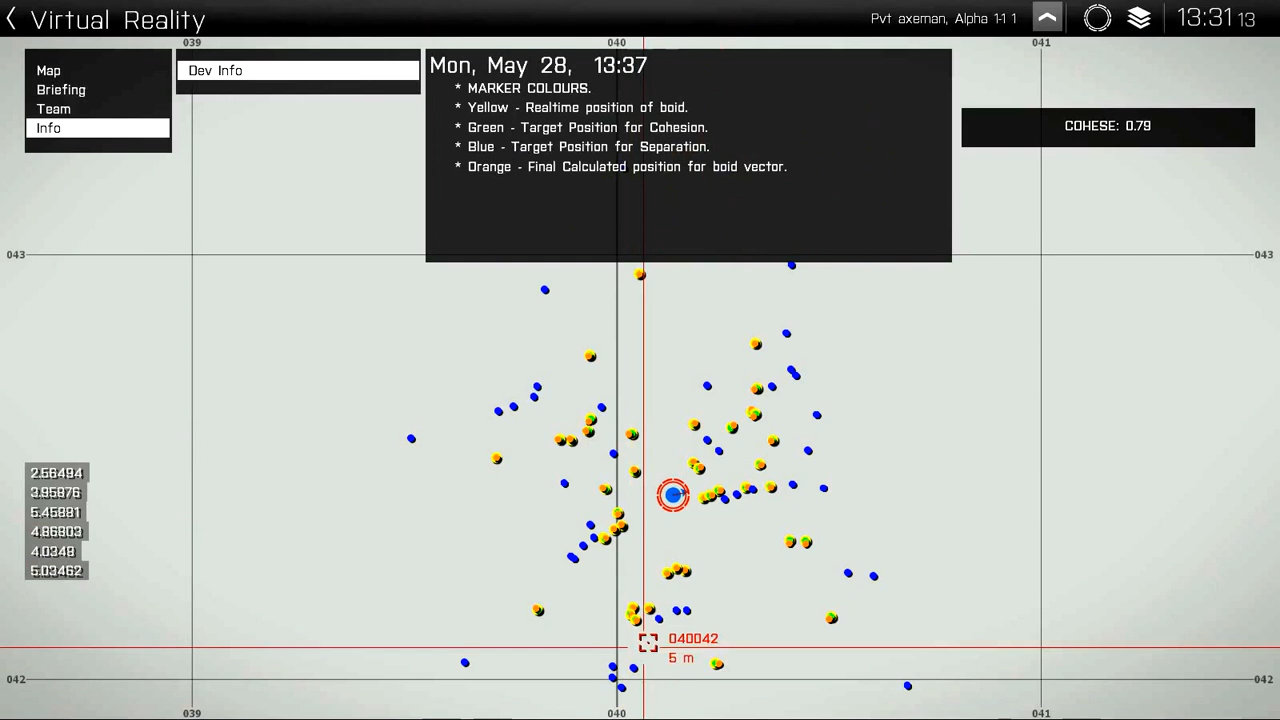 Virtual Reality
Pvt axeman, Alpha 1-1 1
13:31 13
039
040
041
Map
Briefing
Team
Info
Dev Info
Mon, May 28, 13:37
* MARKER COLOURS.
* Yellow - Realtime position of boid.
* Green - Target Position for Cohesion.
* Blue - Target Position for Separation.
* Orange - Final Calculated position for boid vector.
COHESE: 0.79
043
043
2.56494
3.95976
5.45981
4.86803
4.0348
5.03462
040042
5 m
042
042
039
040
041